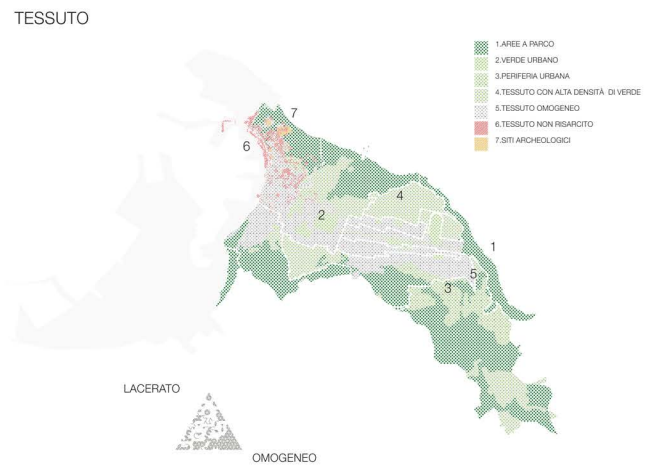 TESSUTO
1.AREE A PARCO
2.VERDE URBANO
3.PERIFERIA URBANA
4.TESSUTO CON ALTA DENSITÀ DI VERDE
5.TESSUTO OMOGENEO
6.TESSUTO NON RISARCITO
7.SITI ARCHEOLOGICI
7
6
4
2
1
5
3
LACERATO
OMOGENEO